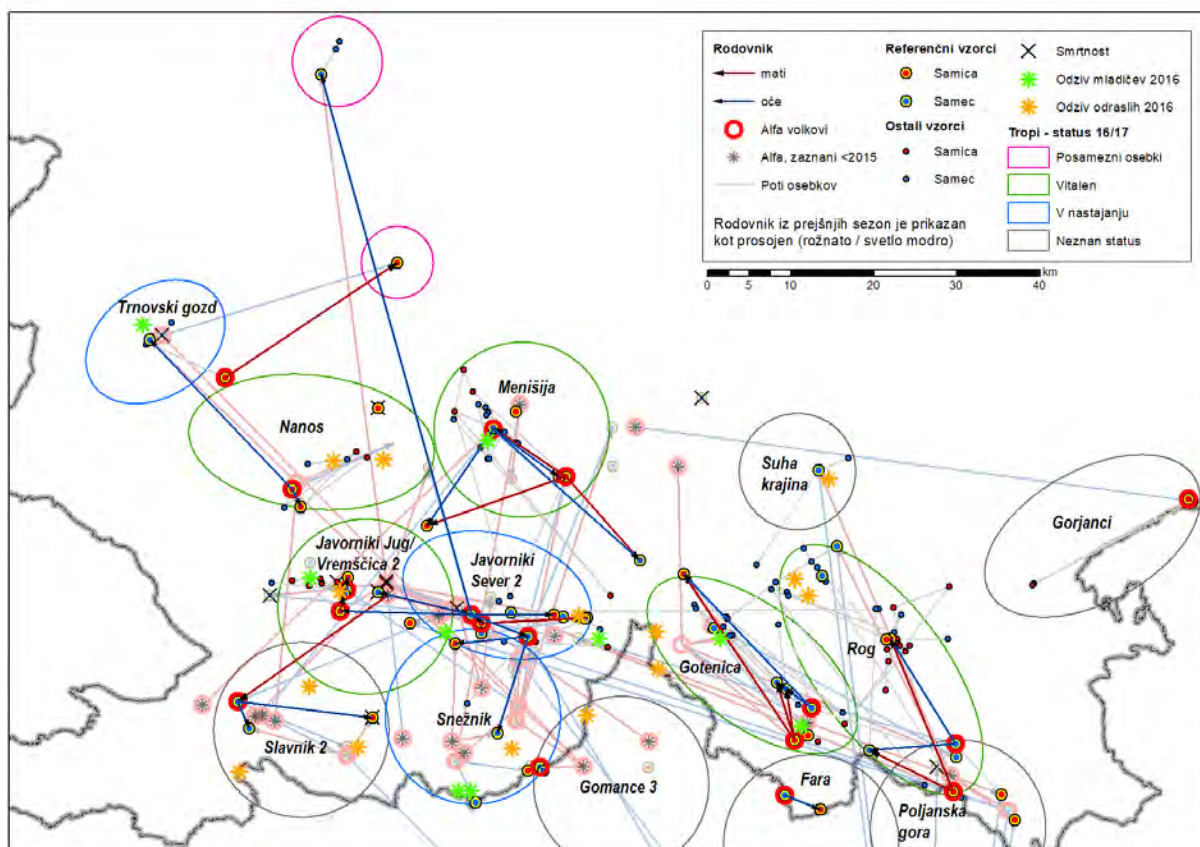 Rodovnik
mati
oče
Alfa volkovi
Alfa, zaznani <2015
Poti osebkov
Rodovnik iz prejšnjih sezon je prikazan
kot prosojen (rožnato / svetlo modro)
Referenčni vzorci
Samica
Samec
Ostali vzorci
Samica
Samec
Smrtnost
Odziv mladičev 2016
Odziv odraslih 2016
Tropi - status 16/17
Posamezni osebki
Vitalen
V nastajanju
Neznan status
km
0 5 10 20 30 40
Trnovski gozd
Nanos
Menišija
Suha
krajina
Gorjanci
Javorniki Jug/
Vremščica 2
Javorniki
Sever 2
Gotenica
Rog
Slavnik 2
Snežnik
Gomance 3
Fara
Poljanska
gora